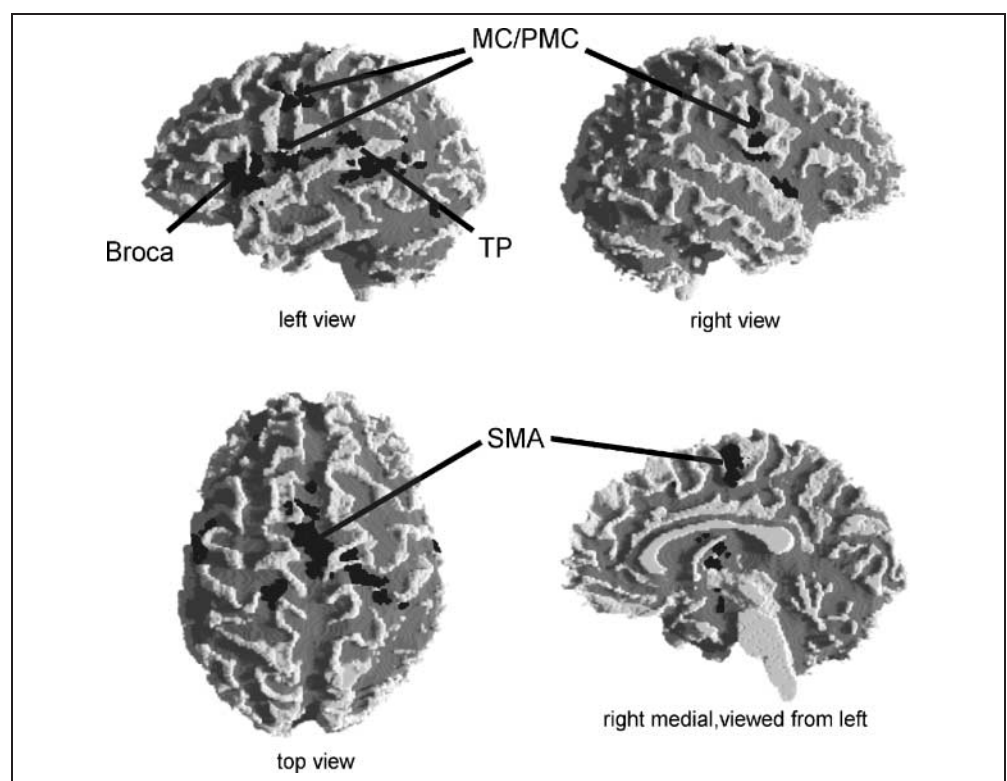 MC/PMC
Broca
TP
left view
right view
SMA
right medial,viewed from left
top view